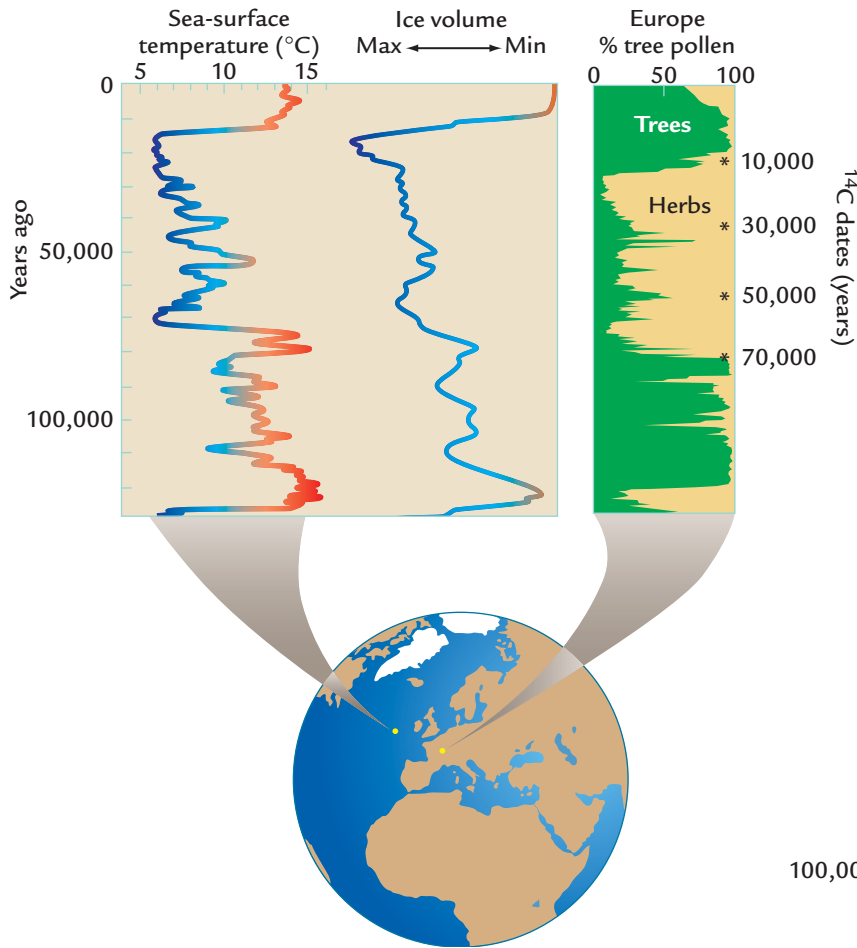 Sea-surface
temperature (°C)
5 10 15
Ice volume
Max Min
Europe
% tree pollen
0 50 100
0
50,000
100,000
Years ago
Trees
Herbs
* 10,000
* 30,000
* 50,000
* 70,000
¹⁴C dates (years)
100,00